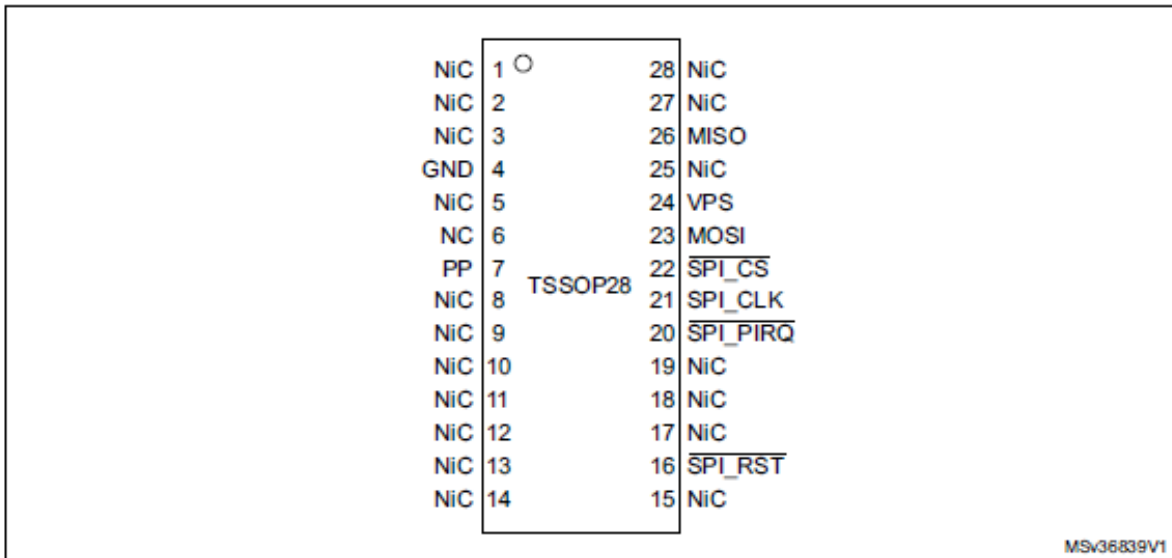 NiC 1 28 NiC
NiC 2 27 NiC
NiC 3 26 MISO
GND 4 25 NiC
NiC 5 24 VPS
NC 6 23 MOSI
PP 7 22 SPI_CS
TSSOP28
NiC 8 21 SPI_CLK
NiC 9 20 SPI_PIRQ
NiC 10 19 NiC
NiC 11 18 NiC
NiC 12 17 NiC
NiC 13 16 SPI_RST
NiC 14 15 NiC
MSv36839V1